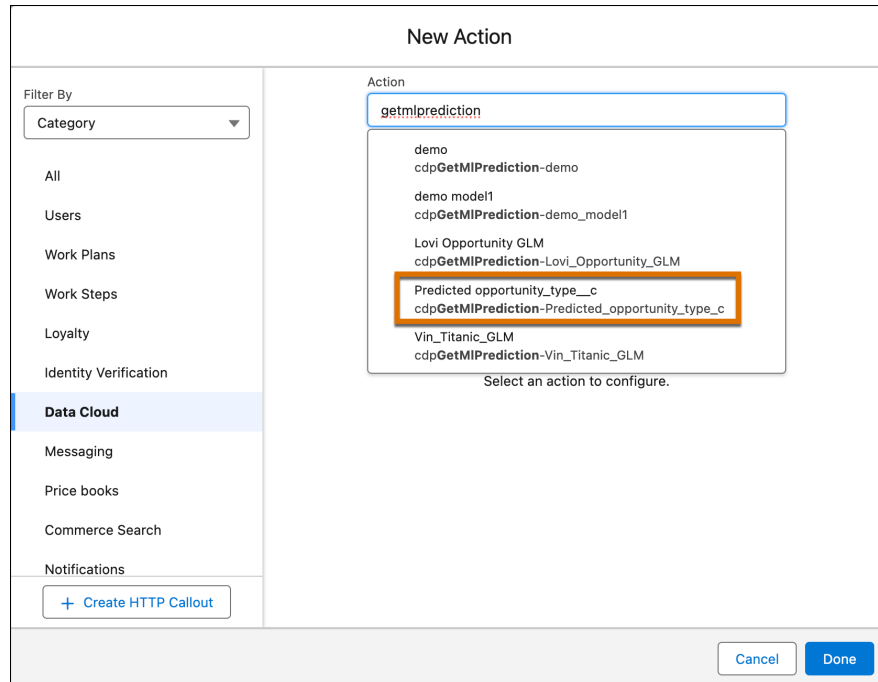 New Action
Filter By
Category
All
Users
Work Plans
Work Steps
Loyalty
Identity Verification
Data Cloud
Messaging
Price books
Commerce Search
Notifications
+ Create HTTP Callout
Action
getmlprediction
demo
cdpGetMlPrediction-demo
demo model1
cdpGetMlPrediction-demo_model1
Lovi Opportunity GLM
cdpGetMlPrediction-Lovi_Opportunity_GLM
Predicted opportunity_type__c
cdpGetMlPrediction-Predicted_opportunity_type_c
Vin_Titanic_GLM
cdpGetMlPrediction-Vin_Titanic_GLM
Select an action to configure.
Cancel
Done